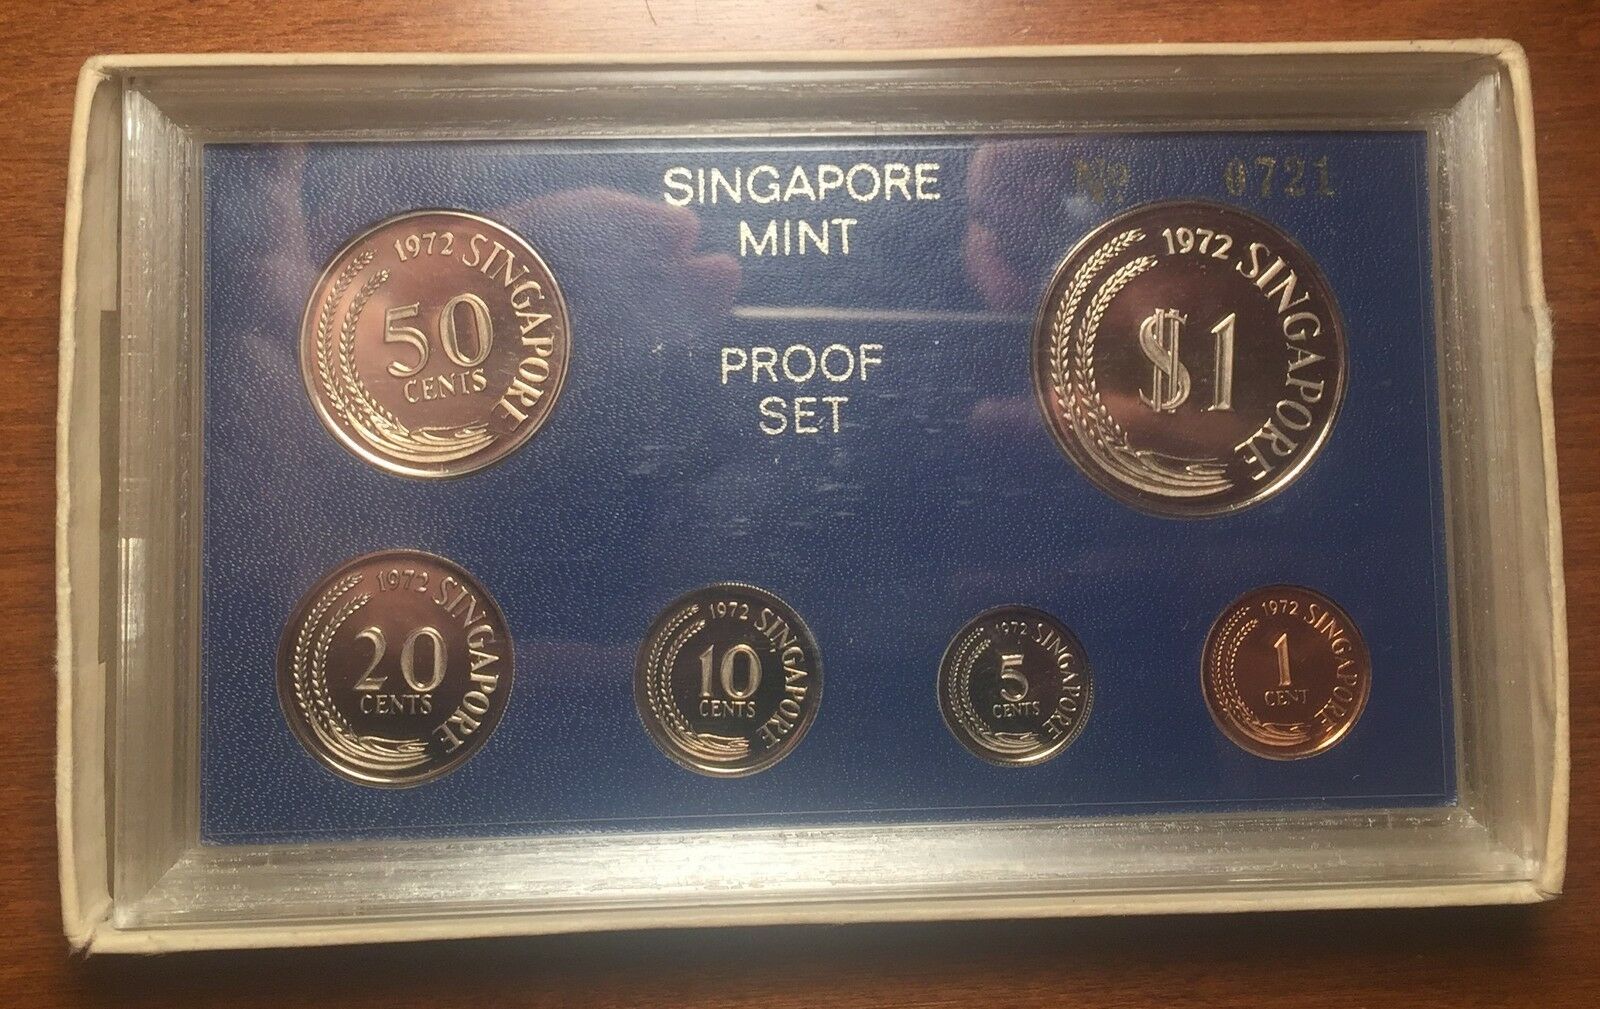 SINGAPORE
MINT
Nº 0721
PROOF
SET
1972 SINGAPORE
50
CENTS
1972 SINGAPORE
$1
1972 SINGAPORE
20
CENTS
1972 SINGAPORE
10
CENTS
1972 SINGAPORE
5
CENTS
1972 SINGAPORE
1
CENT